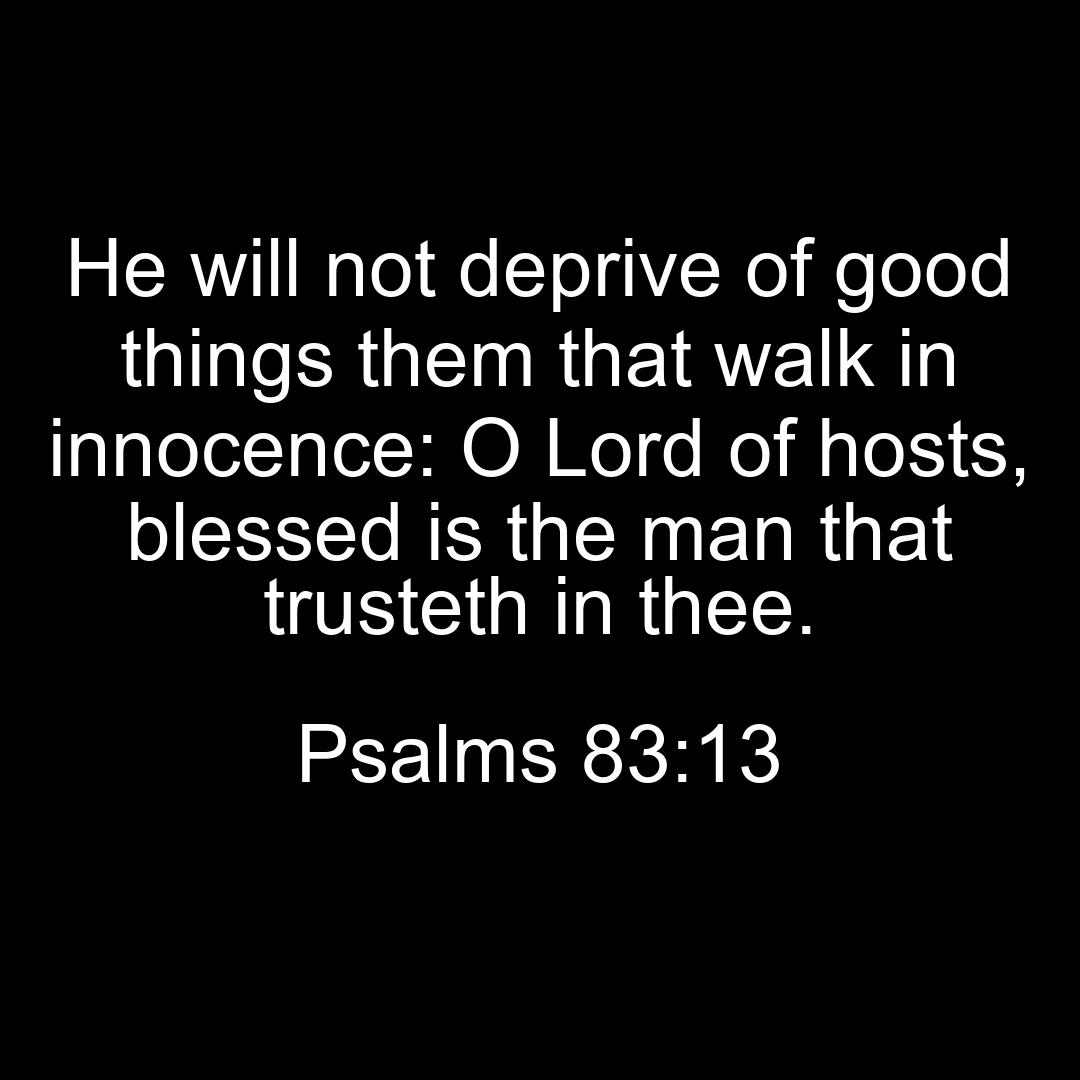 He will not deprive of good
things them that walk in
innocence: O Lord of hosts,
blessed is the man that
trusteth in thee.
Psalms 83:13